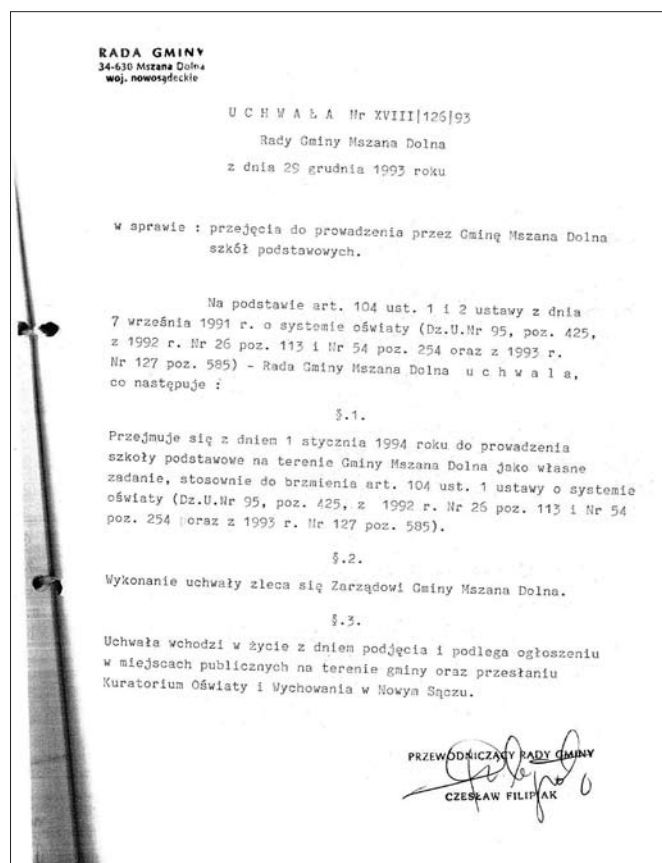 RADA GMINY
34-630 Mszana Dolna
woj. nowosądeckie
U C H W A Ł A Nr XVIII|126|93
Rady Gminy Mszana Dolna
z dnia 29 grudnia 1993 roku
w sprawie : przejęcia do prowadzenia przez Gminę Mszana Dolna
szkół podstawowych.
Na podstawie art. 104 ust. 1 i 2 ustawy z dnia
7 września 1991 r. o systemie oświaty (Dz.U.Nr 95, poz. 425,
z 1992 r. Nr 26 poz. 113 i Nr 54 poz. 254 oraz z 1993 r.
Nr 127 poz. 585) - Rada Gminy Mszana Dolna u c h w a l a,
co następuje :
§.1.
Przejmuje się z dniem 1 stycznia 1994 roku do prowadzenia
szkoły podstawowe na terenie Gminy Mszana Dolna jako własne
zadanie, stosownie do brzmienia art. 104 ust. 1 ustawy o systemie
oświaty (Dz.U.Nr 95, poz. 425, z 1992 r. Nr 26 poz. 113 i Nr 54
poz. 254 oraz z 1993 r. Nr 127 poz. 585).
§.2.
Wykonanie uchwały zleca się Zarządowi Gminy Mszana Dolna.
§.3.
Uchwała wchodzi w życie z dniem podjęcia i podlega ogłoszeniu
w miejscach publicznych na terenie gminy oraz przesłaniu
Kuratorium Oświaty i Wychowania w Nowym Sączu.
PRZEWODNICZĄCY RADY GMINY
CZESŁAW FILIPIAK